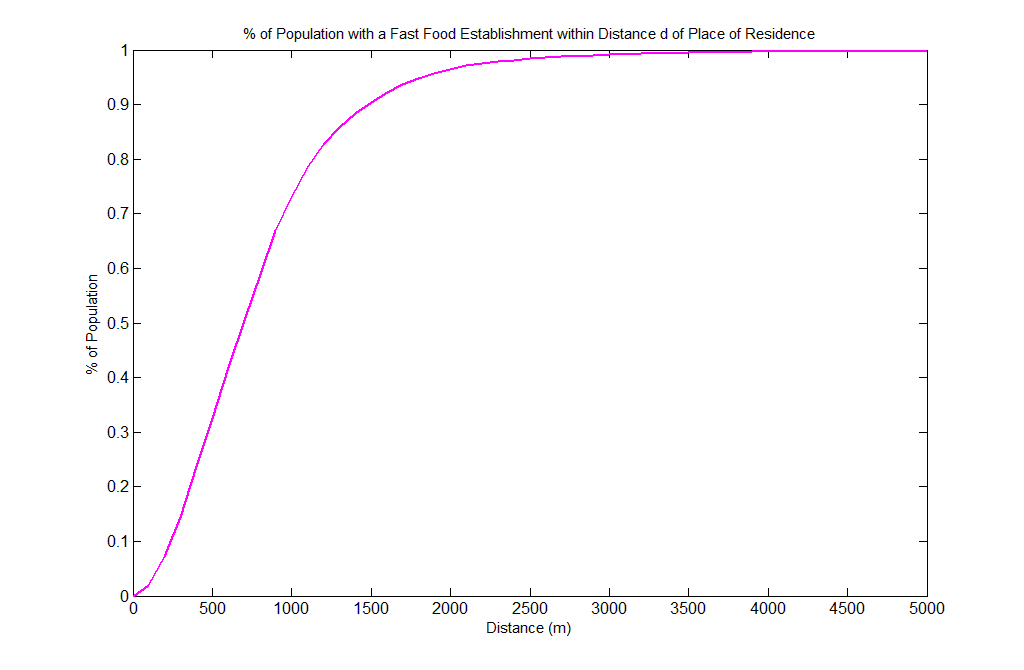 % of Population with a Fast Food Establishment within Distance d of Place of Residence
1
0.9
0.8
0.7
0.6
0.5
0.4
0.3
0.2
0.1
0
% of Population
0 500 1000 1500 2000 2500 3000 3500 4000 4500 5000
Distance (m)